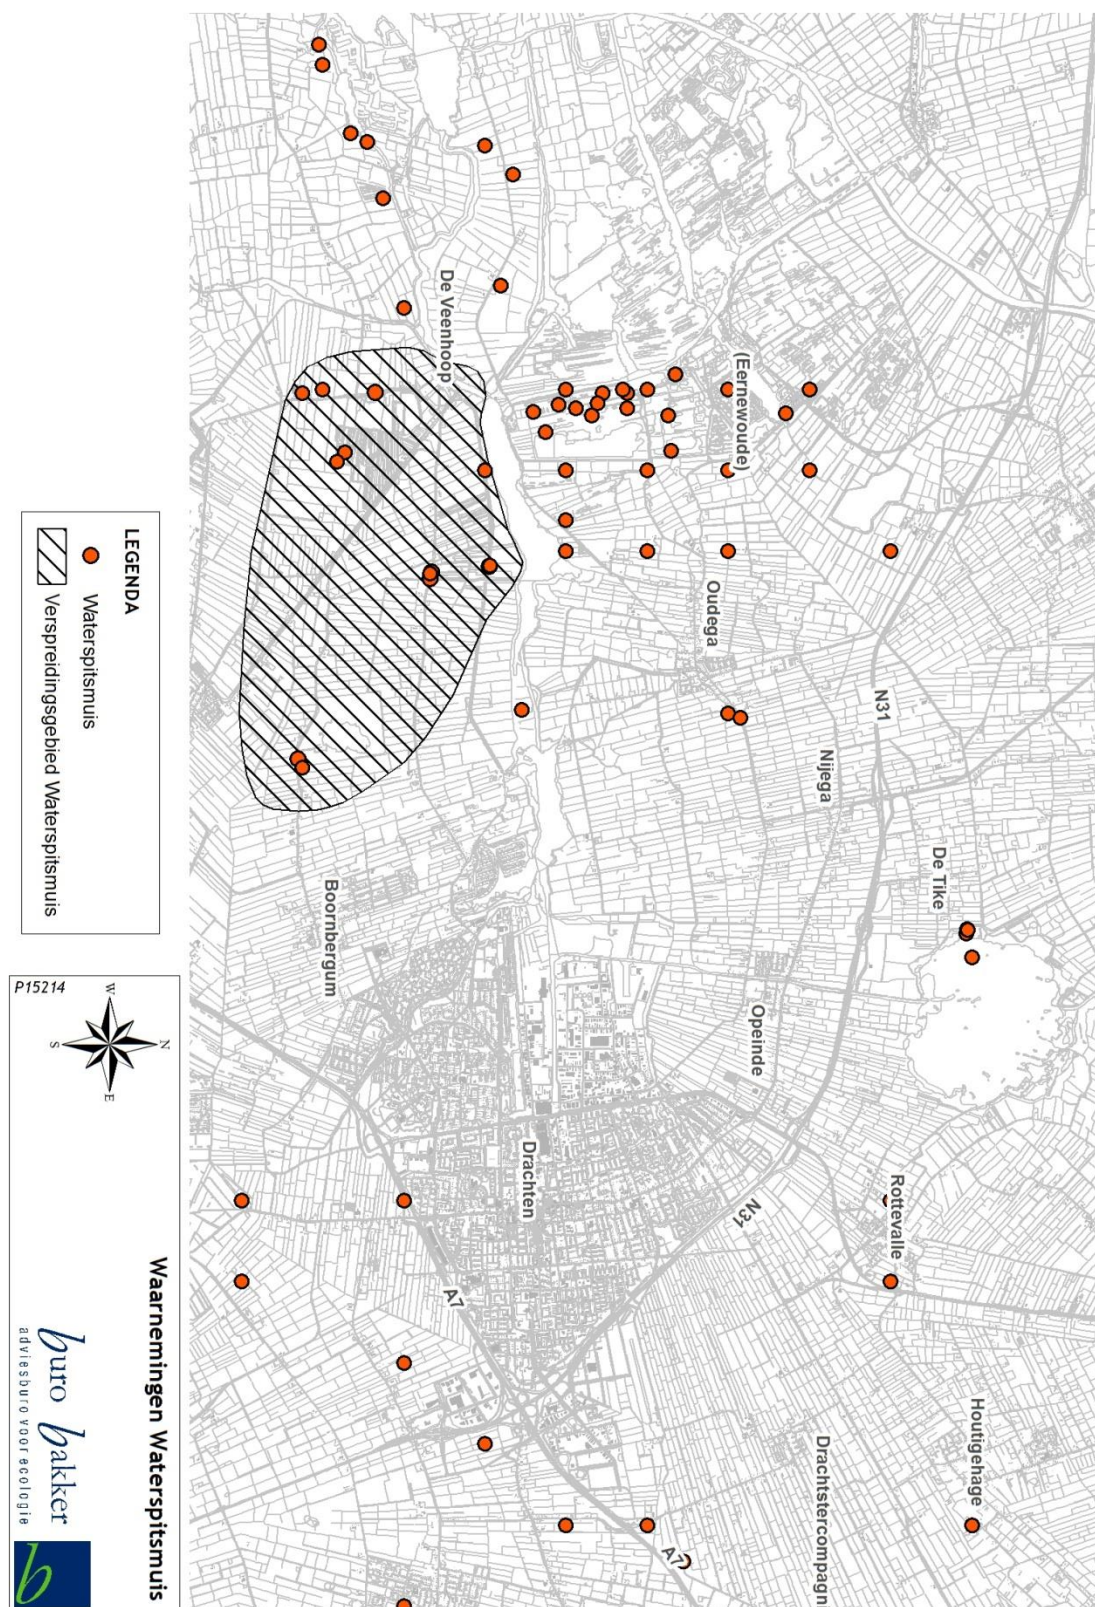 De Veenhoop
(Eernewoude)
Oudega
N31
Nijega
De Tike
Boornbergum
Opeinde
Drachten
Rottevalle
N31
A7
Houtigehage
Drachtstercompagn
A7
LEGENDA
Waterspitsmuis
Verspreidingsgebied Waterspitsmuis
P15214
N
W
E
S
Waarnemingen Waterspitsmuis
buro bakker
adviesburo voor ecologie
b